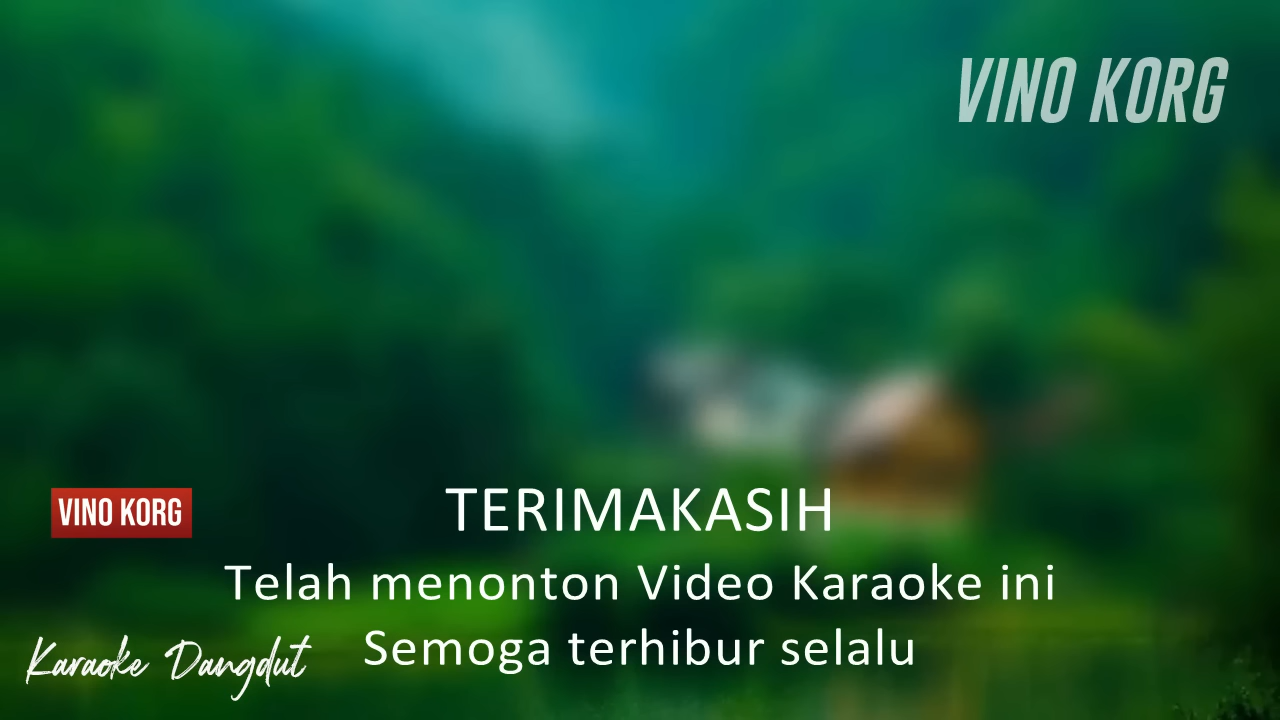 VINO KORG
VINO KORG
TERIMAKASIH
Telah menonton Video Karaoke ini
Semoga terhibur selalu
Karaoke Dangdut